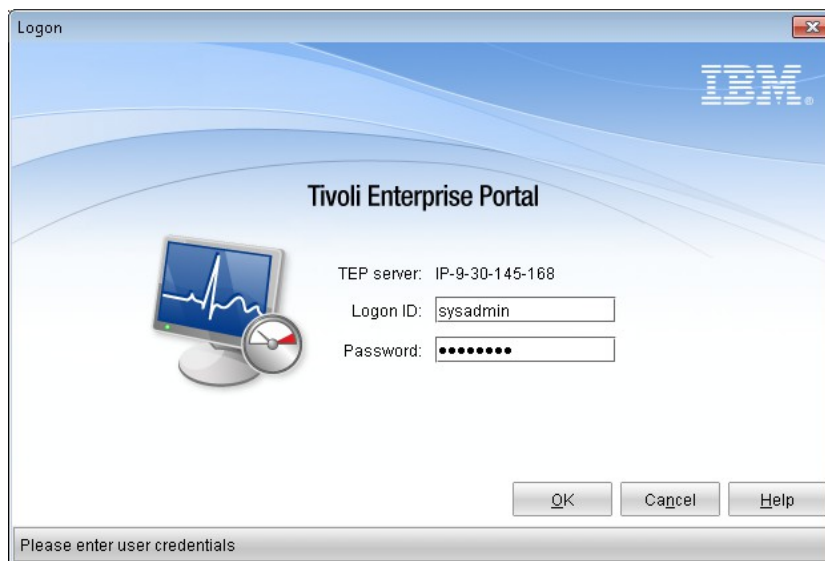 Logon
IBM®
Tivoli Enterprise Portal
TEP server: IP-9-30-145-168
Logon ID: sysadmin
Password: ●●●●●●●●
OK Cancel Help
Please enter user credentials